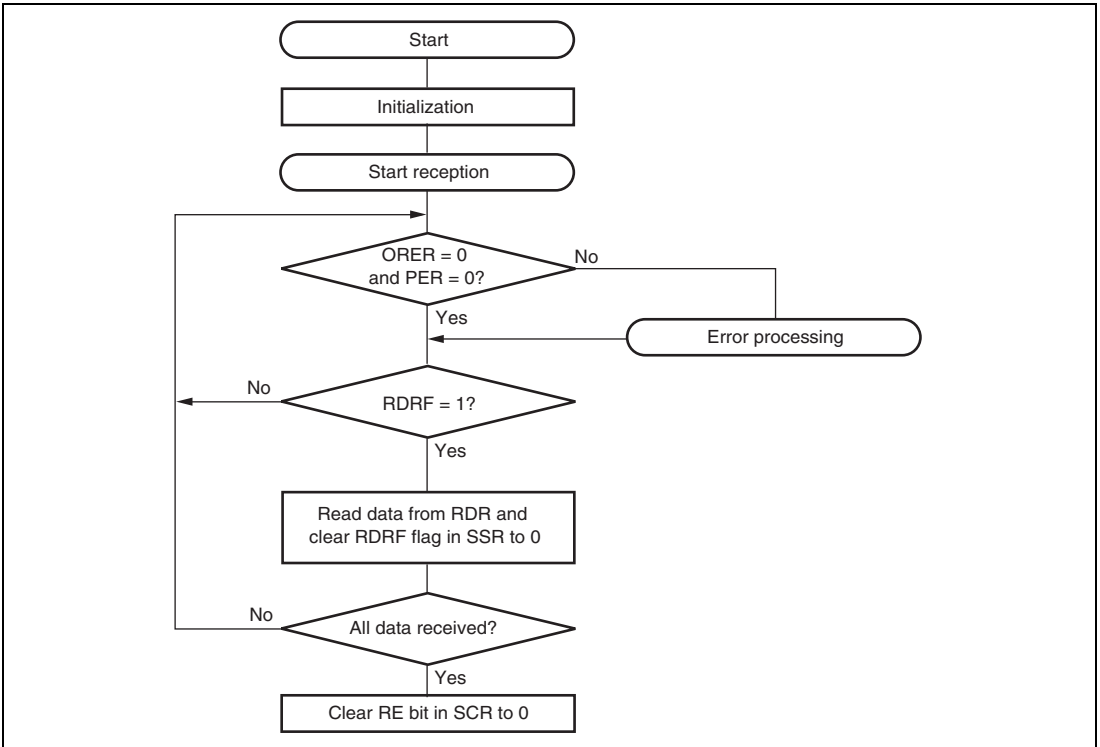 Start
Initialization
Start reception
ORER = 0
and PER = 0?
No
Yes
Error processing
No
RDRF = 1?
Yes
Read data from RDR and
clear RDRF flag in SSR to 0
No
All data received?
Yes
Clear RE bit in SCR to 0